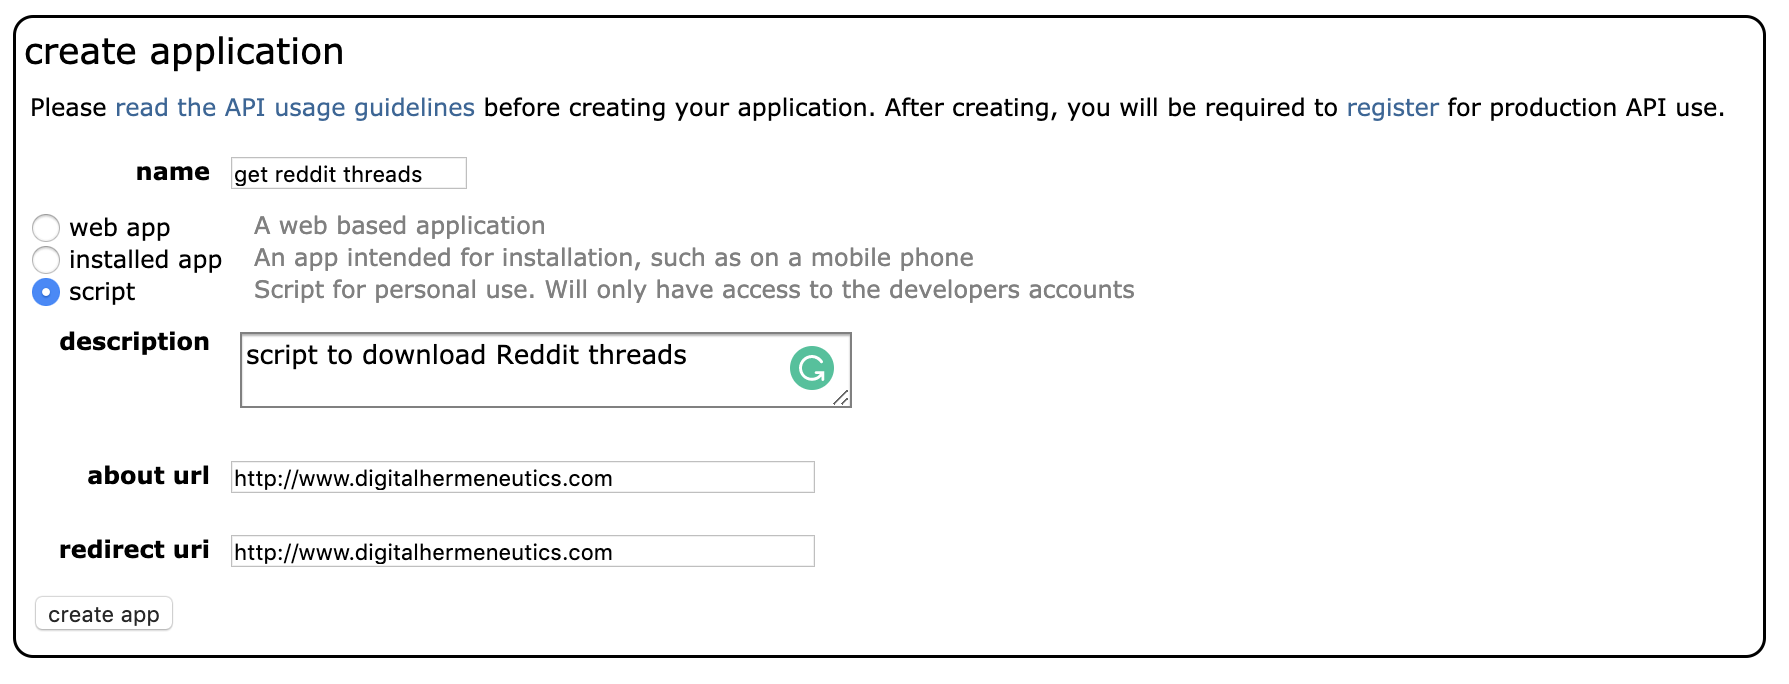 create application
Please read the API usage guidelines before creating your application. After creating, you will be required to register for production API use.
name get reddit threads
web app A web based application
installed app An app intended for installation, such as on a mobile phone
script Script for personal use. Will only have access to the developers accounts
description script to download Reddit threads
about url http://www.digitalhermeneutics.com
redirect uri http://www.digitalhermeneutics.com
create app